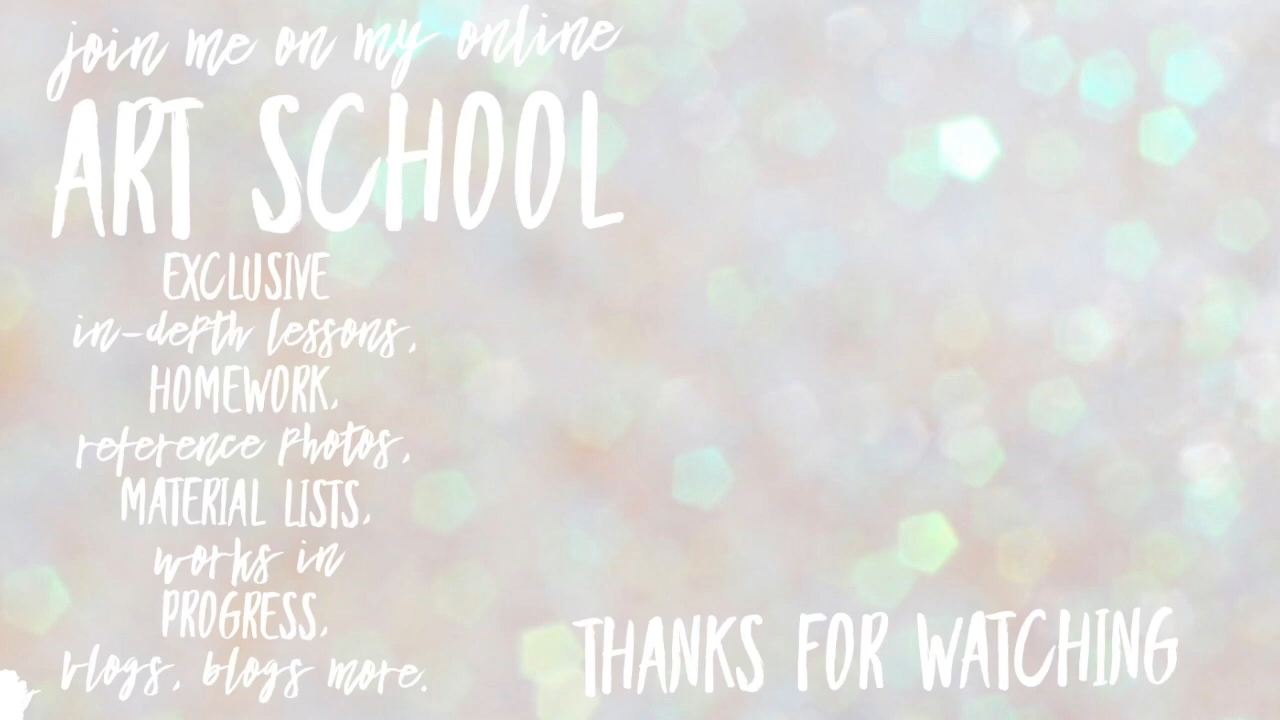 join me on my online
ART SCHOOL
EXCLUSIVE
in-depth lessons,
HOMEWORK,
reference photos,
MATERIAL LISTS,
works in
PROGRESS,
vlogs, blogs more.
THANKS FOR WATCHING